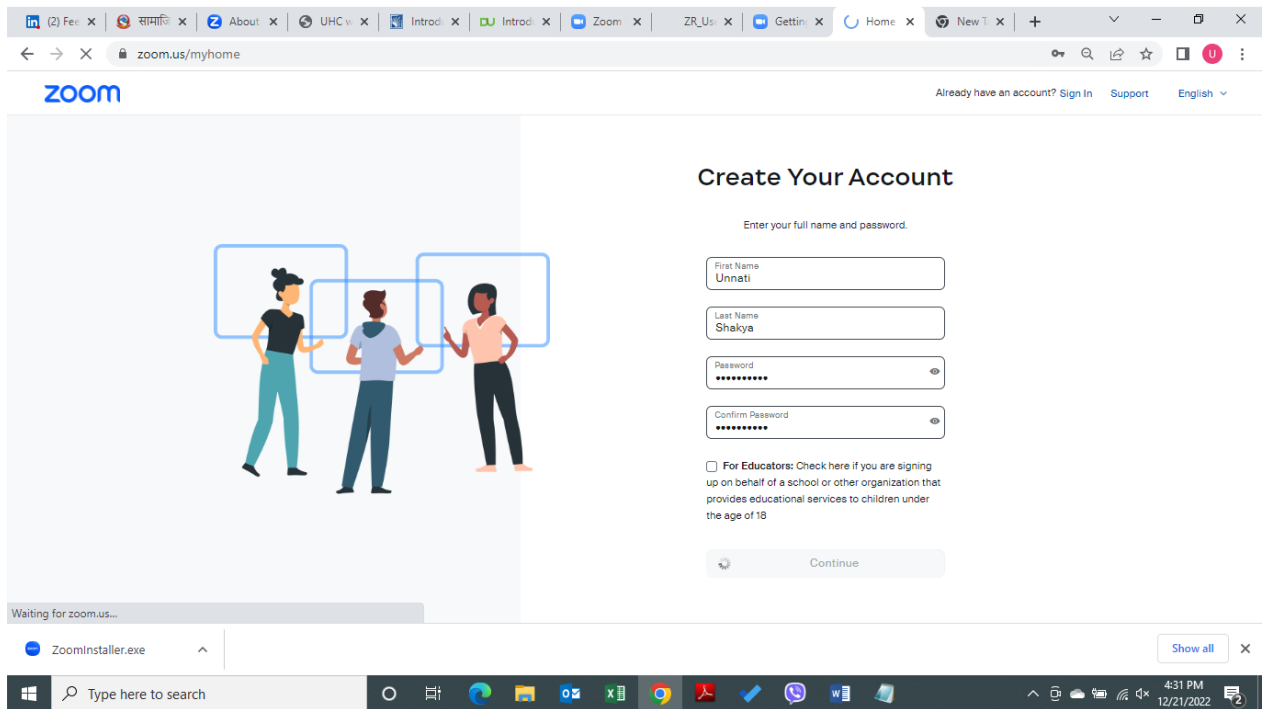 (2) Fee
सामाजि
About
UHC w
Introdu
Introdu
Zoom
ZR_Use
Getting
Home
New T
zoom.us/myhome
U
zoom
Already have an account? Sign In Support English
Create Your Account
Enter your full name and password.
First Name
Unnati
Last Name
Shakya
Password
••••••••••
Confirm Password
••••••••••
For Educators: Check here if you are signing
up on behalf of a school or other organization that
provides educational services to children under
the age of 18
Continue
Waiting for zoom.us...
ZoomInstaller.exe
Show all
Type here to search
4:31 PM
12/21/2022
2